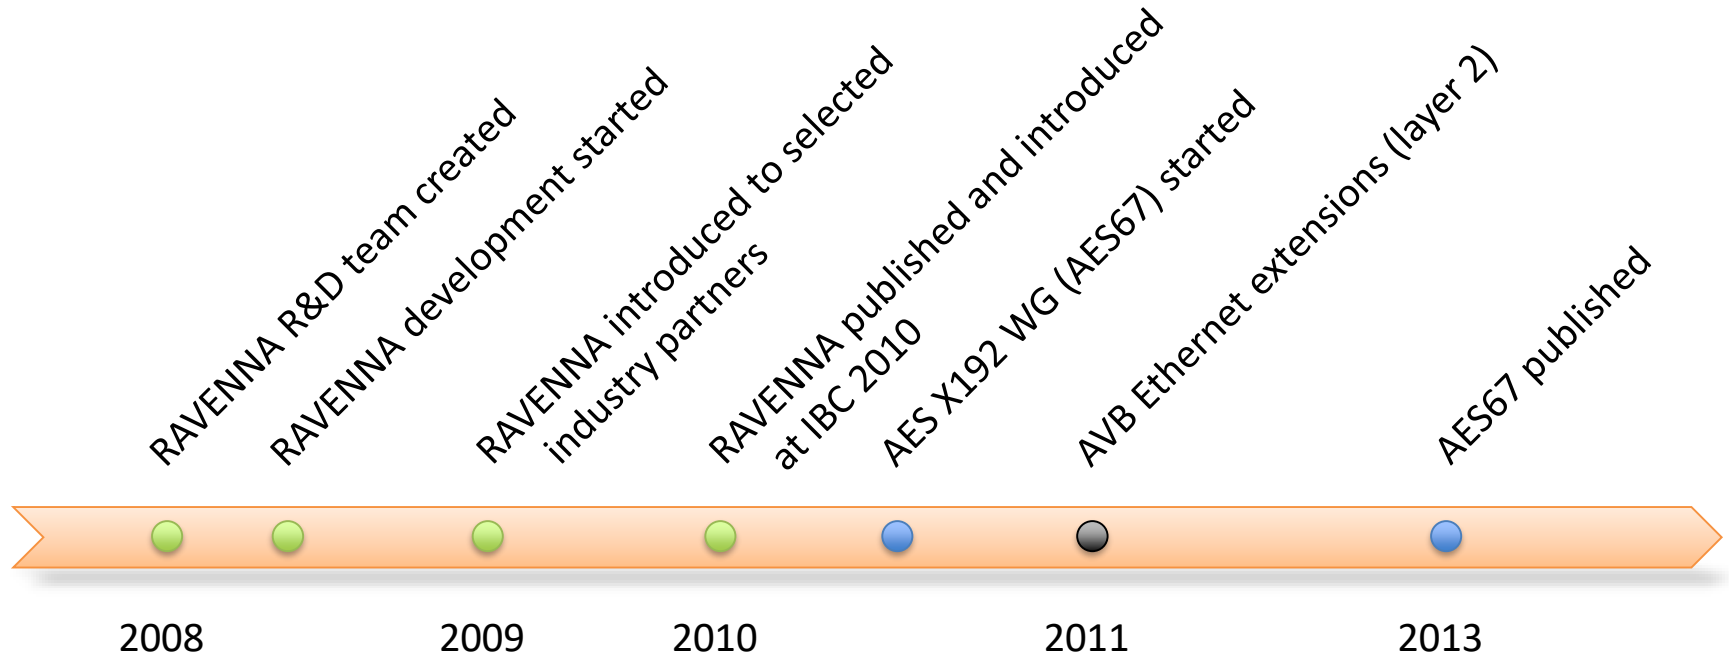 RAVENNA R&D team created
RAVENNA development started
RAVENNA introduced to selected
industry partners
RAVENNA published and introduced
at IBC 2010
AES X192 WG (AES67) started
AVB Ethernet extensions (layer 2)
AES67 published
2008
2009
2010
2011
2013